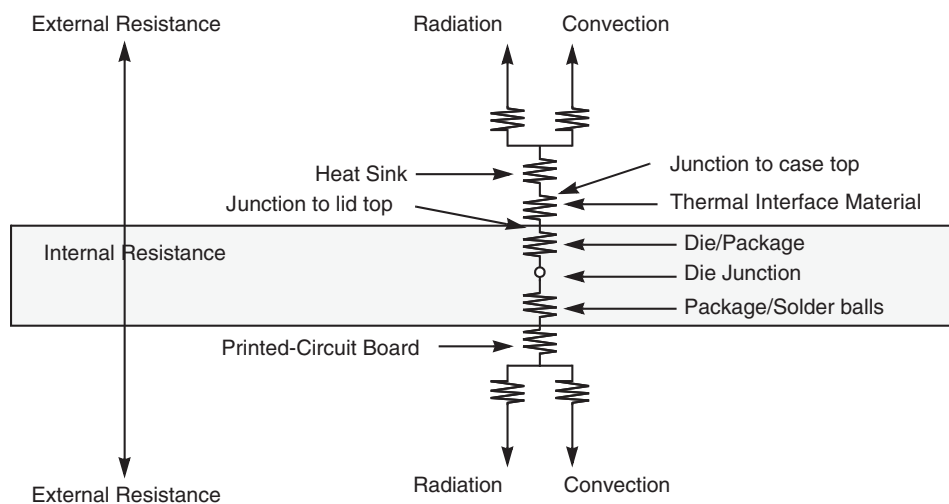 External Resistance
Radiation
Convection
Heat Sink
Junction to case top
Junction to lid top
Thermal Interface Material
Internal Resistance
Die/Package
Die Junction
Package/Solder balls
Printed-Circuit Board
External Resistance
Radiation
Convection